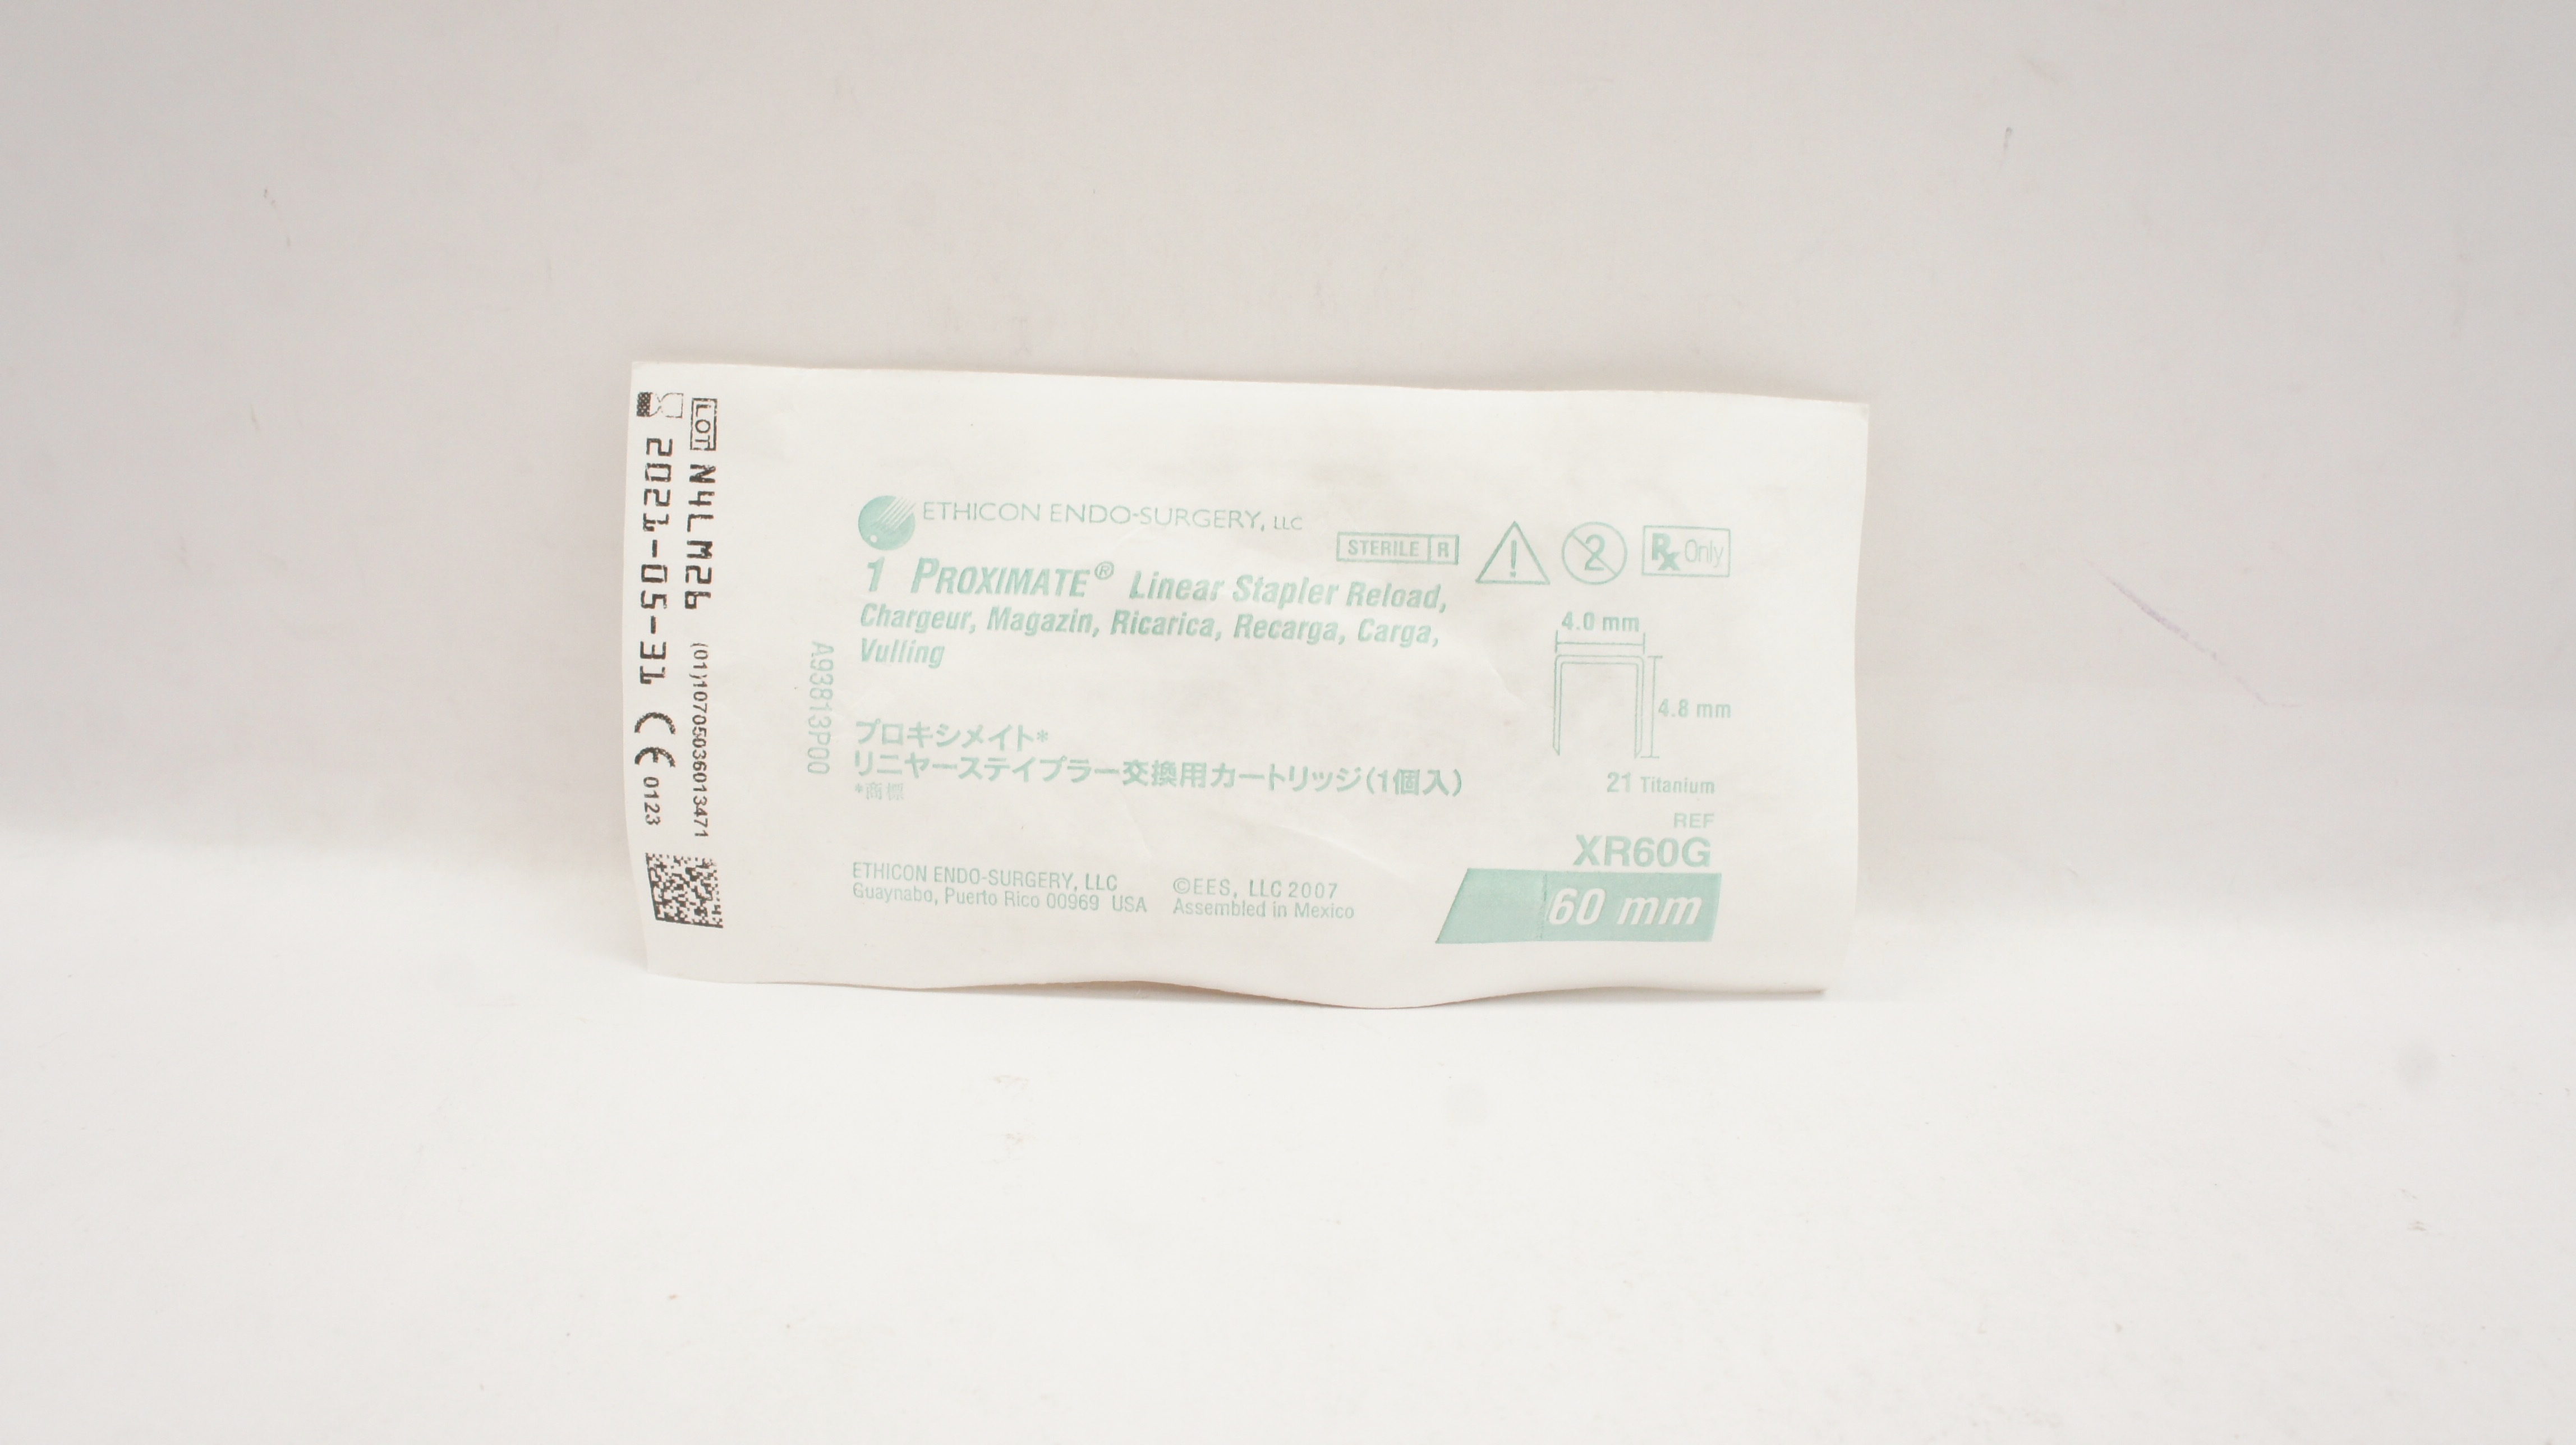 LOT N4LM26 (01)10705036013471
2021-05-31 CE 0123
A93813P00
ETHICON ENDO-SURGERY, LLC
STERILE R
2
Rx Only
1 PROXIMATE® Linear Stapler Reload,
Chargeur, Magazin, Ricarica, Recarga, Carga,
Vulling
4.0 mm
4.8 mm
プロキシメイト*
リニヤーステイプラー交換用カートリッジ(1個入)
*商標
21 Titanium
REF
XR60G
60 mm
ETHICON ENDO-SURGERY, LLC
Guaynabo, Puerto Rico 00969 USA
©EES, LLC 2007
Assembled in Mexico